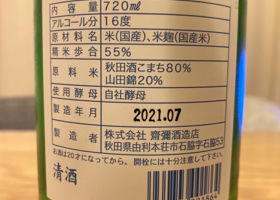 内容量 720ml
アルコール分 16度
原材料名 米(国産)、米麹(国産米)
精米歩合 55%
原料米 秋田酒こまち80%
山田錦20%
使用酵母 自社酵母
製造年月 2021.07
製造者 株式会社 齋彌酒造店
秋田県由利本荘市石脇字石脇53
お酒は20才になってから。開栓には十分注意して下さい。
清酒